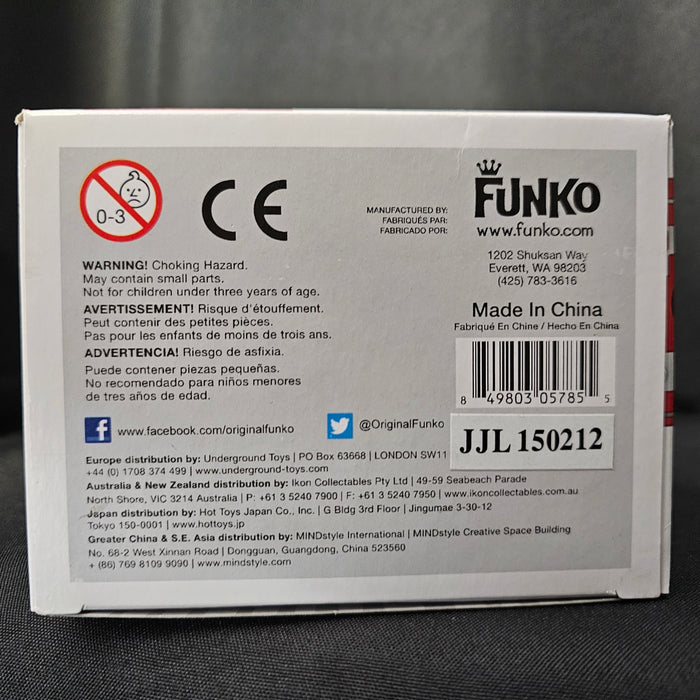 0-3
CE
MANUFACTURED BY:
FABRIQUÉS PAR:
FABRICADO POR:
FUNKO
www.funko.com
1202 Shuksan Way
Everett, WA 98203
(425) 783-3616
WARNING! Choking Hazard.
May contain small parts.
Not for children under three years of age.
AVERTISSEMENT! Risque d'étouffement.
Peut contenir des petites pièces.
Pas pour les enfants de moins de trois ans.
ADVERTENCIA! Riesgo de asfixia.
Puede contener piezas pequeñas.
No recomendado para niños menores
de tres años de edad.
Made In China
Fabriqué En Chine / Hecho En China
8 49803 05785 5
www.facebook.com/originalfunko
@OriginalFunko
JJL 150212
Europe distribution by: Underground Toys | PO Box 63668 | LONDON SW11
+44 (0) 1708 374 499 | www.underground-toys.com
Australia & New Zealand distribution by: Ikon Collectables Pty Ltd | 49-59 Seabeach Parade
North Shore, VIC 3214 Australia | P: +61 3 5240 7900 | F: +61 3 5240 7950 | www.ikoncollectables.com.au
Japan distribution by: Hot Toys Japan Co., Inc. | G Bldg 3rd Floor | Jingumae 3-30-12
Tokyo 150-0001 | www.hottoys.jp
Greater China & S.E. Asia distribution by: MINDstyle International | MINDstyle Creative Space Building
No. 68-2 West Xinnan Road | Dongguan, Guangdong, China 523560
+ (86) 769 8109 9090 | www.mindstyle.com